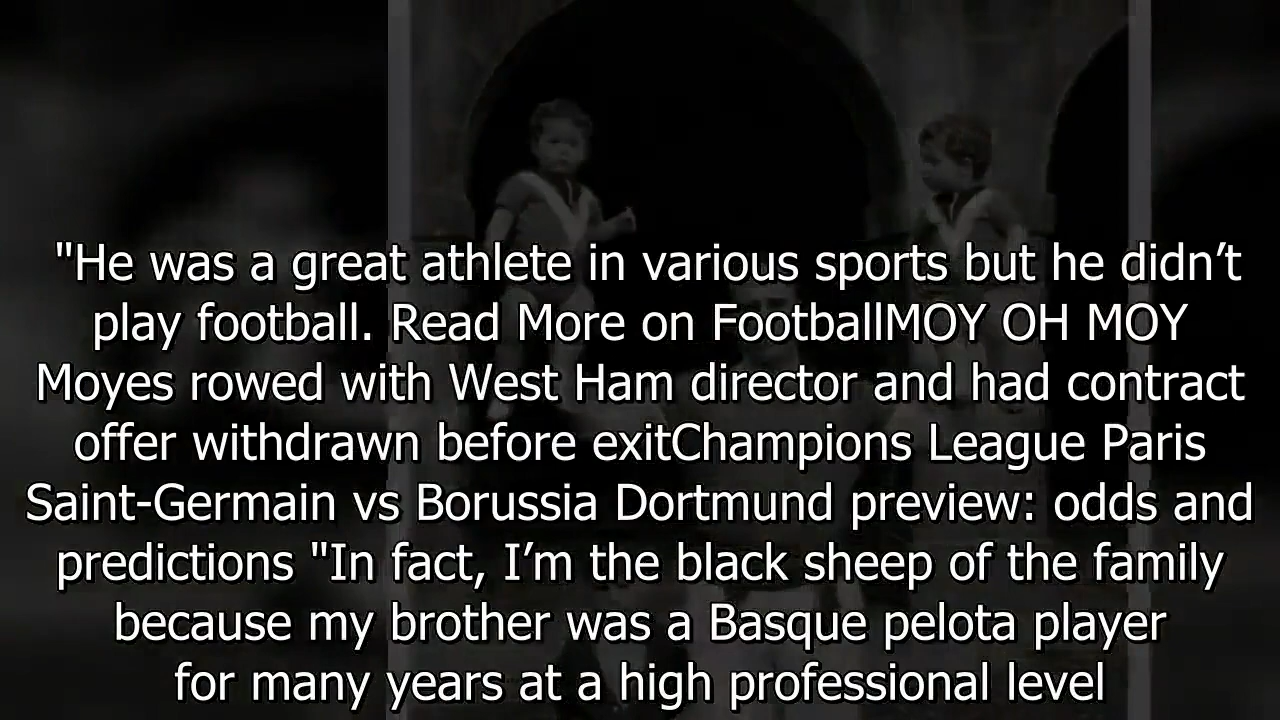 "He was a great athlete in various sports but he didn’t
play football. Read More on FootballMOY OH MOY
Moyes rowed with West Ham director and had contract
offer withdrawn before exitChampions League Paris
Saint-Germain vs Borussia Dortmund preview: odds and
predictions "In fact, I’m the black sheep of the family
because my brother was a Basque pelota player
for many years at a high professional level